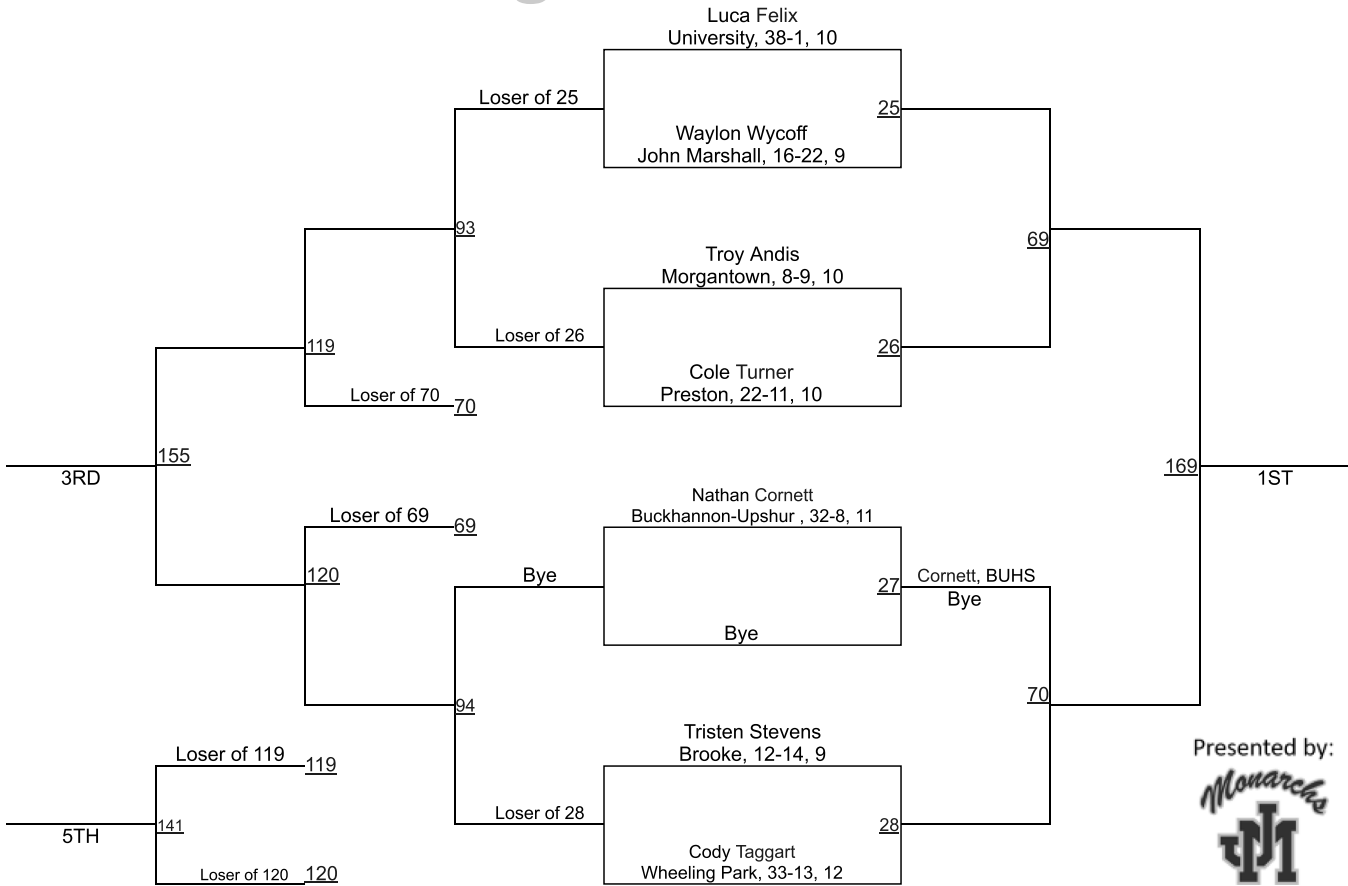 Luca Felix
University, 38-1, 10
Loser of 25
25
Waylon Wycoff
John Marshall, 16-22, 9
93
69
Troy Andis
Morgantown, 8-9, 10
Loser of 26
26
119
Cole Turner
Preston, 22-11, 10
Loser of 70
70
155
3RD
169
1ST
Nathan Cornett
Buckhannon-Upshur , 32-8, 11
Loser of 69
69
120
Bye
27
Cornett, BUHS
Bye
Bye
94
70
Tristen Stevens
Brooke, 12-14, 9
Loser of 119
119
Presented by:
Monarchs
JM
Loser of 28
28
141
5TH
Cody Taggart
Wheeling Park, 33-13, 12
Loser of 120
120